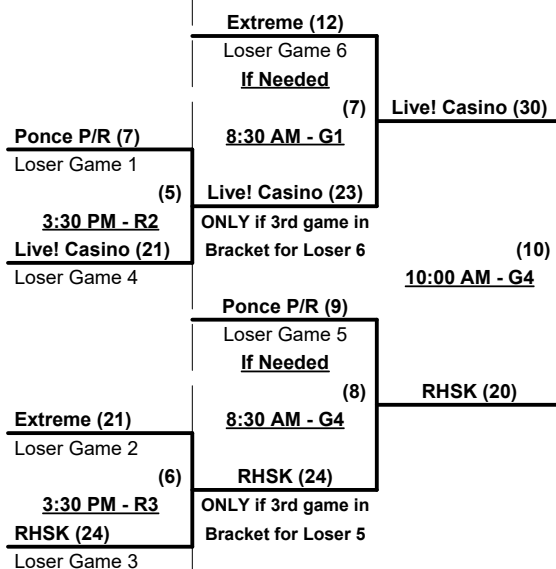 Extreme (12)
Loser Game 6
If Needed
(7)
Live! Casino (30)
8:30 AM - G1
Ponce P/R (7)
Loser Game 1
(5)
Live! Casino (23)
3:30 PM - R2
ONLY if 3rd game in
Live! Casino (21)
Bracket for Loser 6
(10)
Loser Game 4
10:00 AM - G4
Ponce P/R (9)
Loser Game 5
If Needed
(8)
RHSK (20)
Extreme (21)
8:30 AM - G4
Loser Game 2
(6)
RHSK (24)
3:30 PM - R3
ONLY if 3rd game in
RHSK (24)
Bracket for Loser 5
Loser Game 3